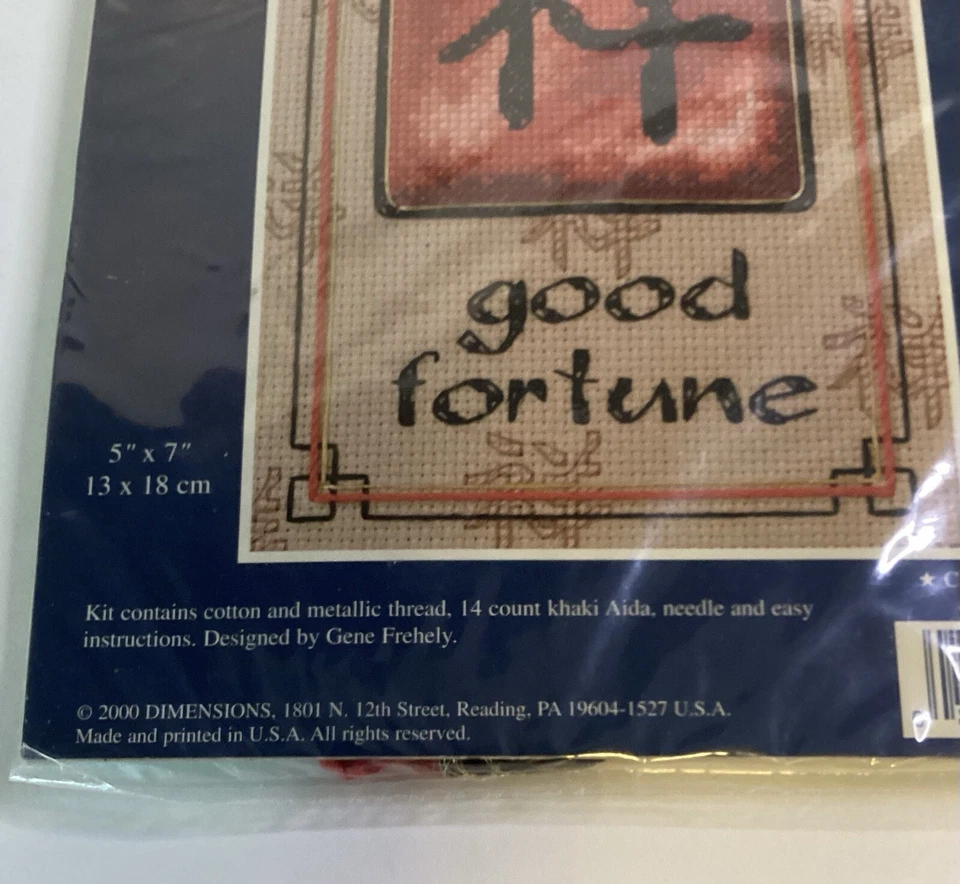 good
fortune
5" x 7"
13 x 18 cm
Kit contains cotton and metallic thread, 14 count khaki Aida, needle and easy
instructions. Designed by Gene Frehely.
© 2000 DIMENSIONS, 1801 N. 12th Street, Reading, PA 19604-1527 U.S.A.
Made and printed in U.S.A. All rights reserved.